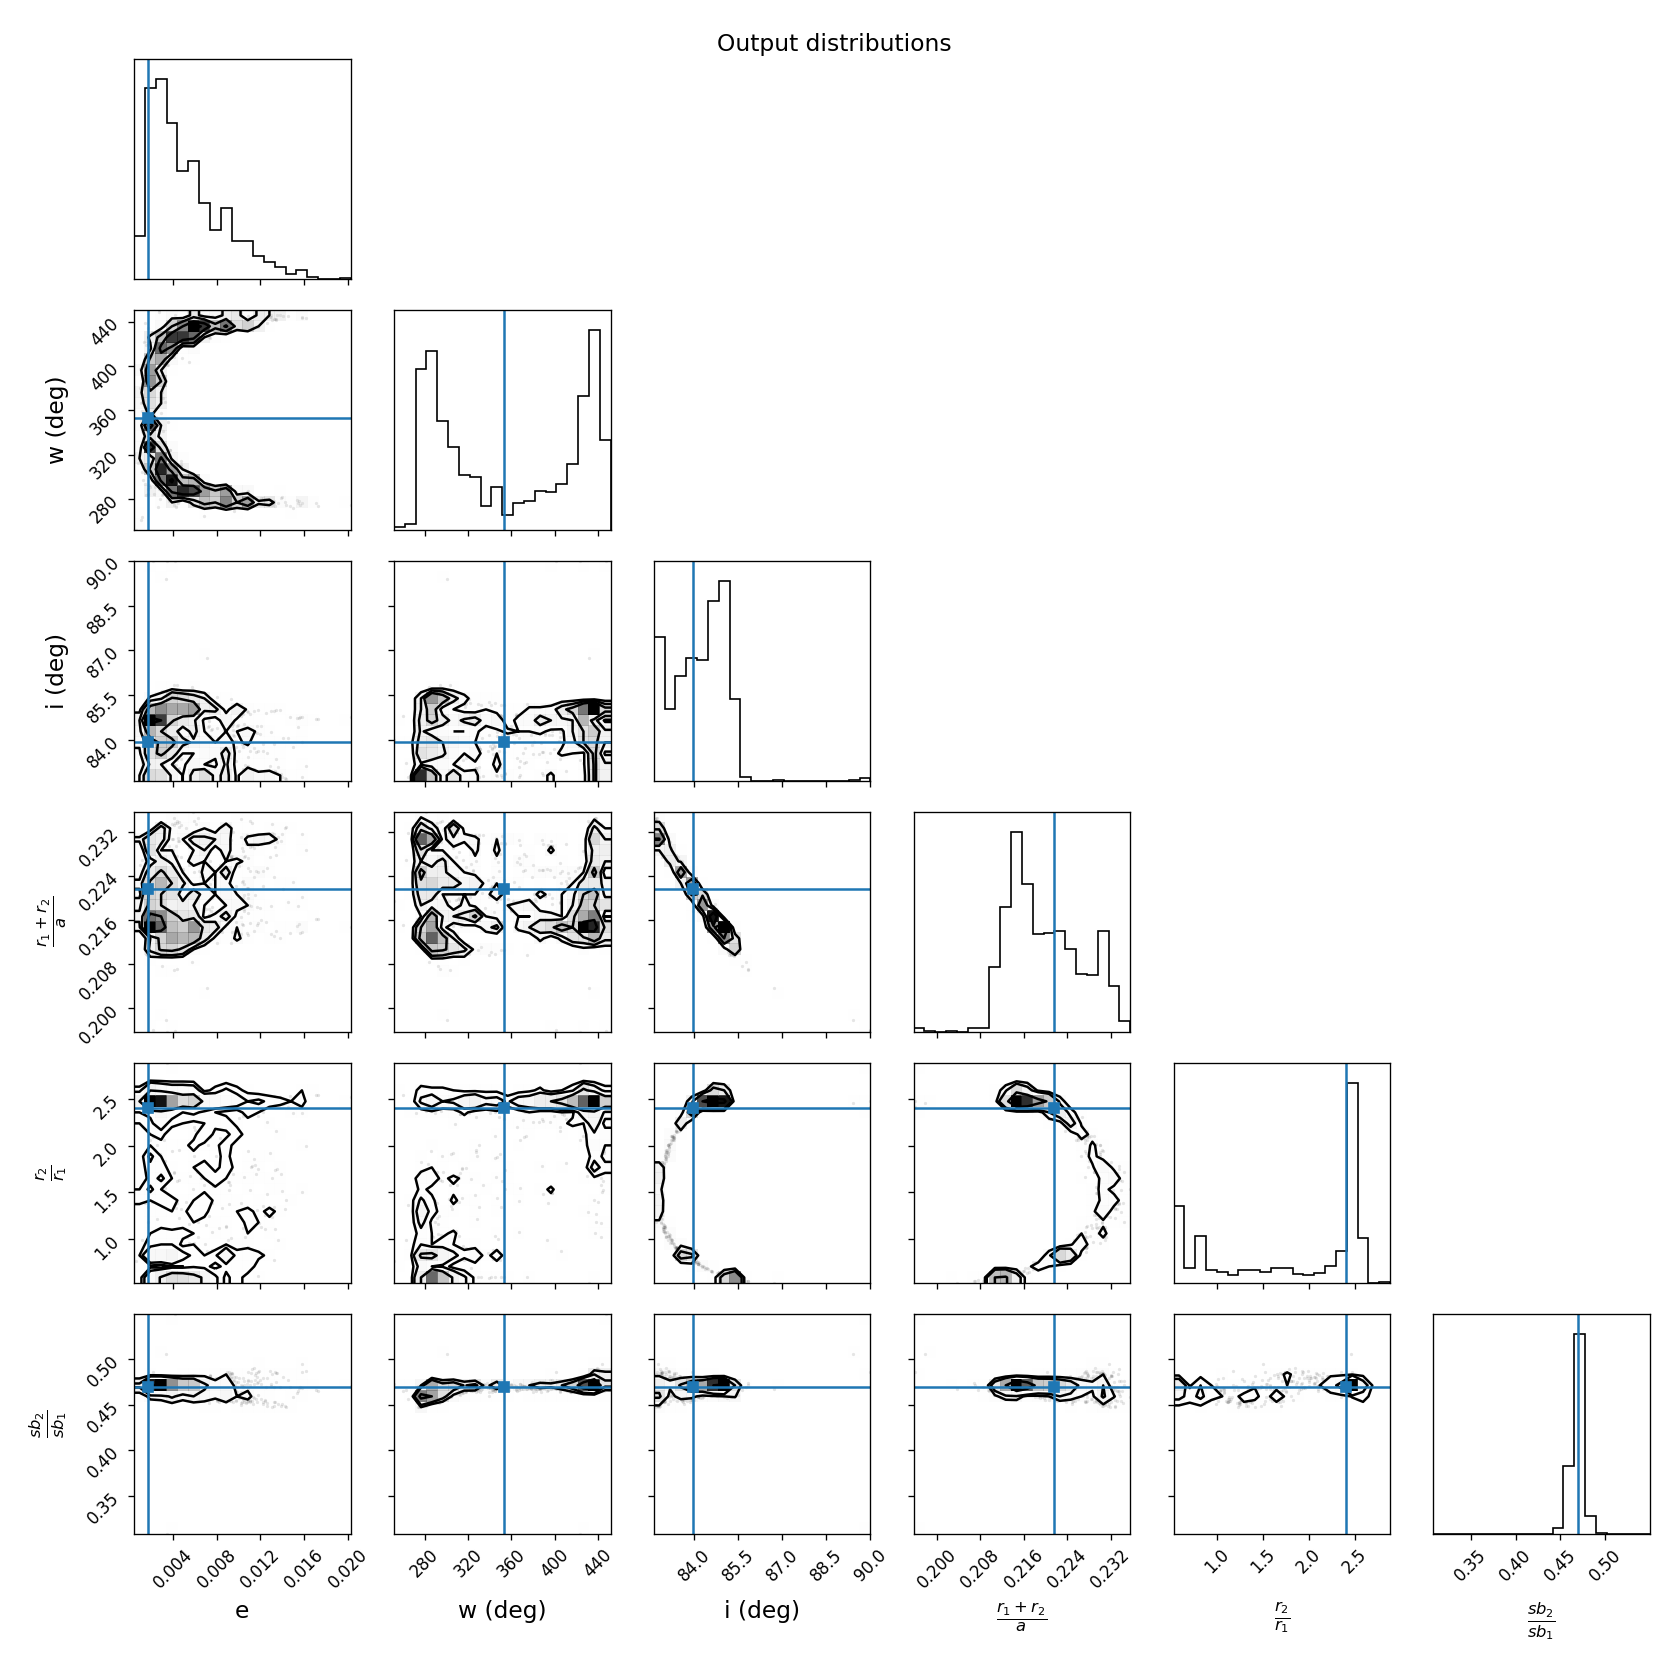 Output distributions
440
400
360
320
280
w (deg)
90.0
88.5
87.0
85.5
84.0
i (deg)
0.232
0.224
0.216
0.208
0.200
r1 + r2
a
2.5
2.0
1.5
1.0
r2
r1
0.50
0.45
0.40
0.35
sb2
sb1
0.004 0.008 0.012 0.016 0.020
280 320 360 400 440
84.0 85.5 87.0 88.5 90.0
0.200 0.208 0.216 0.224 0.232
1.0 1.5 2.0 2.5
0.35 0.40 0.45 0.50
e
w (deg)
i (deg)
r1 + r2
a
r2
r1
sb2
sb1